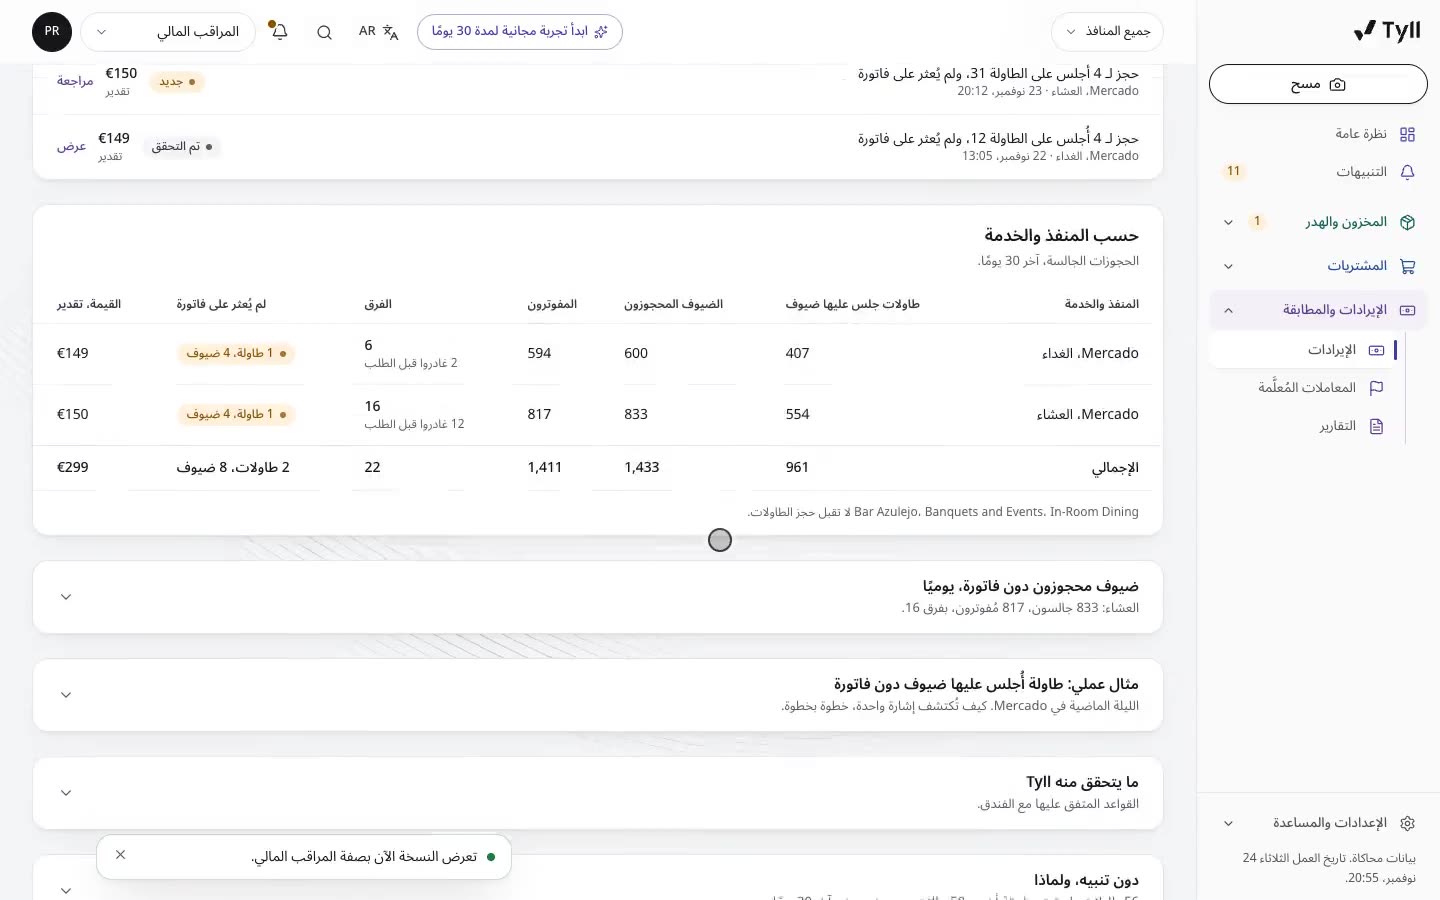 Tyll
جميع المنافذ
ابدأ تجربة مجانية لمدة 30 يومًا
AR
المراقب المالي
PR
مسح
نظرة عامة
التنبيهات
11
المخزون والهدر
1
المشتريات
الإيرادات والمطابقة
الإيرادات
المعاملات المُعلَّمة
التقارير
الإعدادات والمساعدة
بيانات محاكاة. تاريخ العمل الثلاثاء 24
نوفمبر، 20:55.
حجز لـ 4 أجلس على الطاولة 31، ولم يُعثر على فاتورة
Mercado، العشاء · 23 نوفمبر، 20:12
جديد
€150
تقدير
مراجعة
حجز لـ 4 أُجلس على الطاولة 12، ولم يُعثر على فاتورة
Mercado، الغداء · 22 نوفمبر، 13:05
تم التحقق
€149
تقدير
عرض
حسب المنفذ والخدمة
الحجوزات الجالسة، آخر 30 يومًا.
المنفذ والخدمة طاولات جلس عليها ضيوف الضيوف المحجوزون المفوترون الفرق لم يُعثر على فاتورة القيمة، تقدير
Mercado، الغداء 407 600 594 6 1 طاولة، 4 ضيوف €149
2 غادروا قبل الطلب
Mercado، العشاء 554 833 817 16 1 طاولة، 4 ضيوف €150
12 غادروا قبل الطلب
الإجمالي 961 1,433 1,411 22 2 طاولات، 8 ضيوف €299
Bar Azulejo، Banquets and Events، In-Room Dining لا تقبل حجز الطاولات.
ضيوف محجوزون دون فاتورة، يوميًا
العشاء: 833 جالسون، 817 مُفوترون، بفرق 16.
مثال عملي: طاولة أُجلس عليها ضيوف دون فاتورة
الليلة الماضية في Mercado. كيف تُكتشف إشارة واحدة، خطوة بخطوة.
ما يتحقق منه Tyll
القواعد المتفق عليها مع الفندق.
دون تنبيه، ولماذا
تعرض النسخة الآن بصفة المراقب المالي.